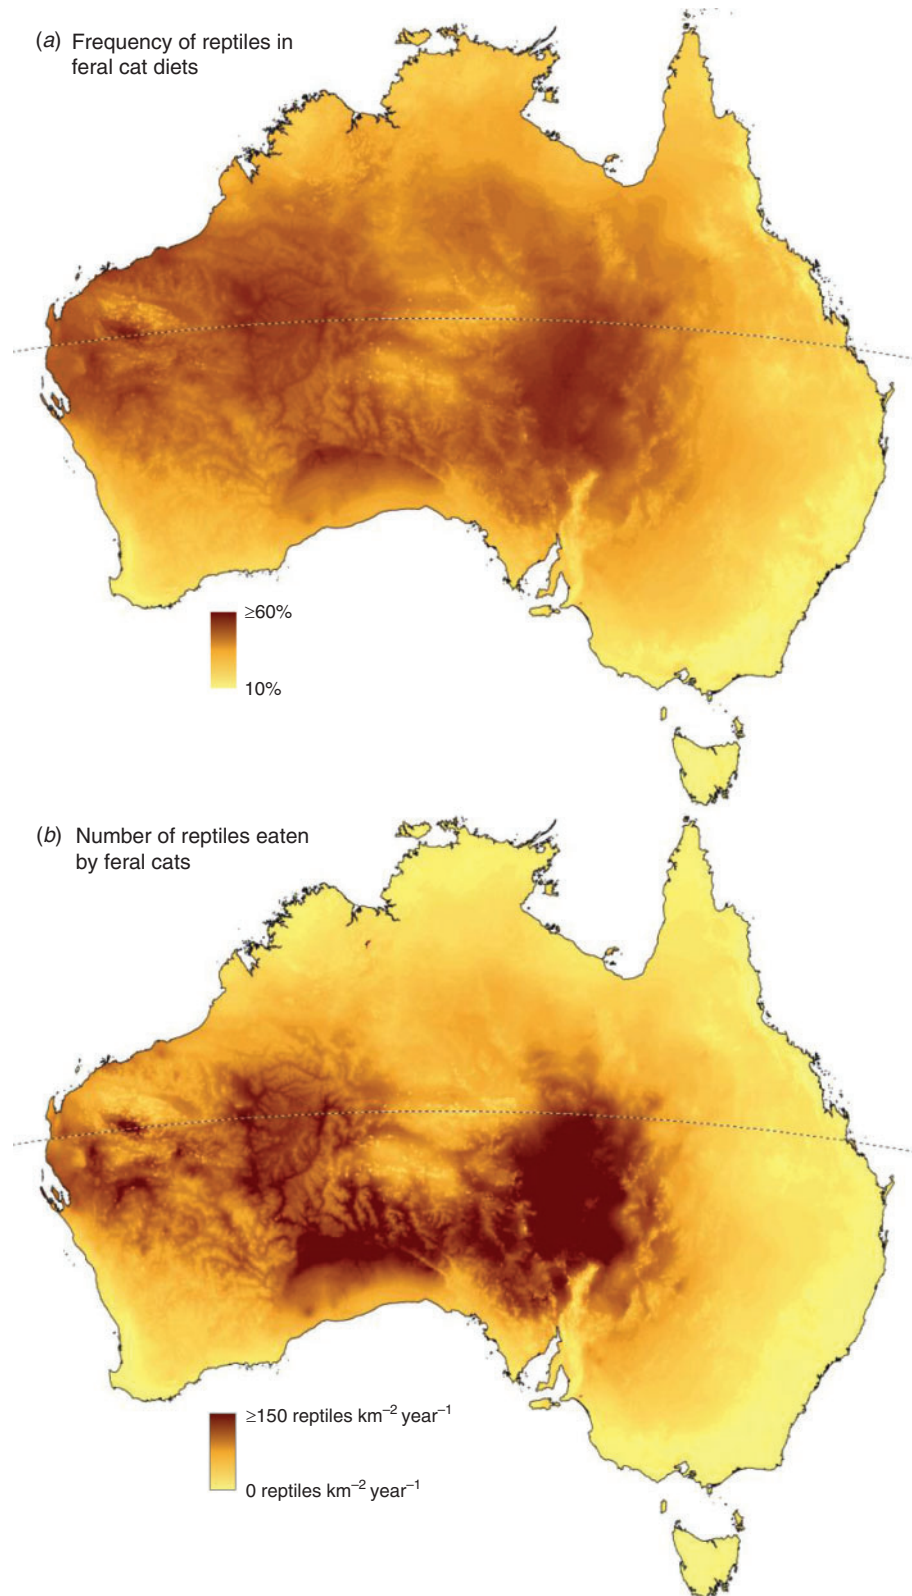 (a) Frequency of reptiles in
feral cat diets
≥60%
10%
(b) Number of reptiles eaten
by feral cats
≥150 reptiles km⁻² year⁻¹
0 reptiles km⁻² year⁻¹